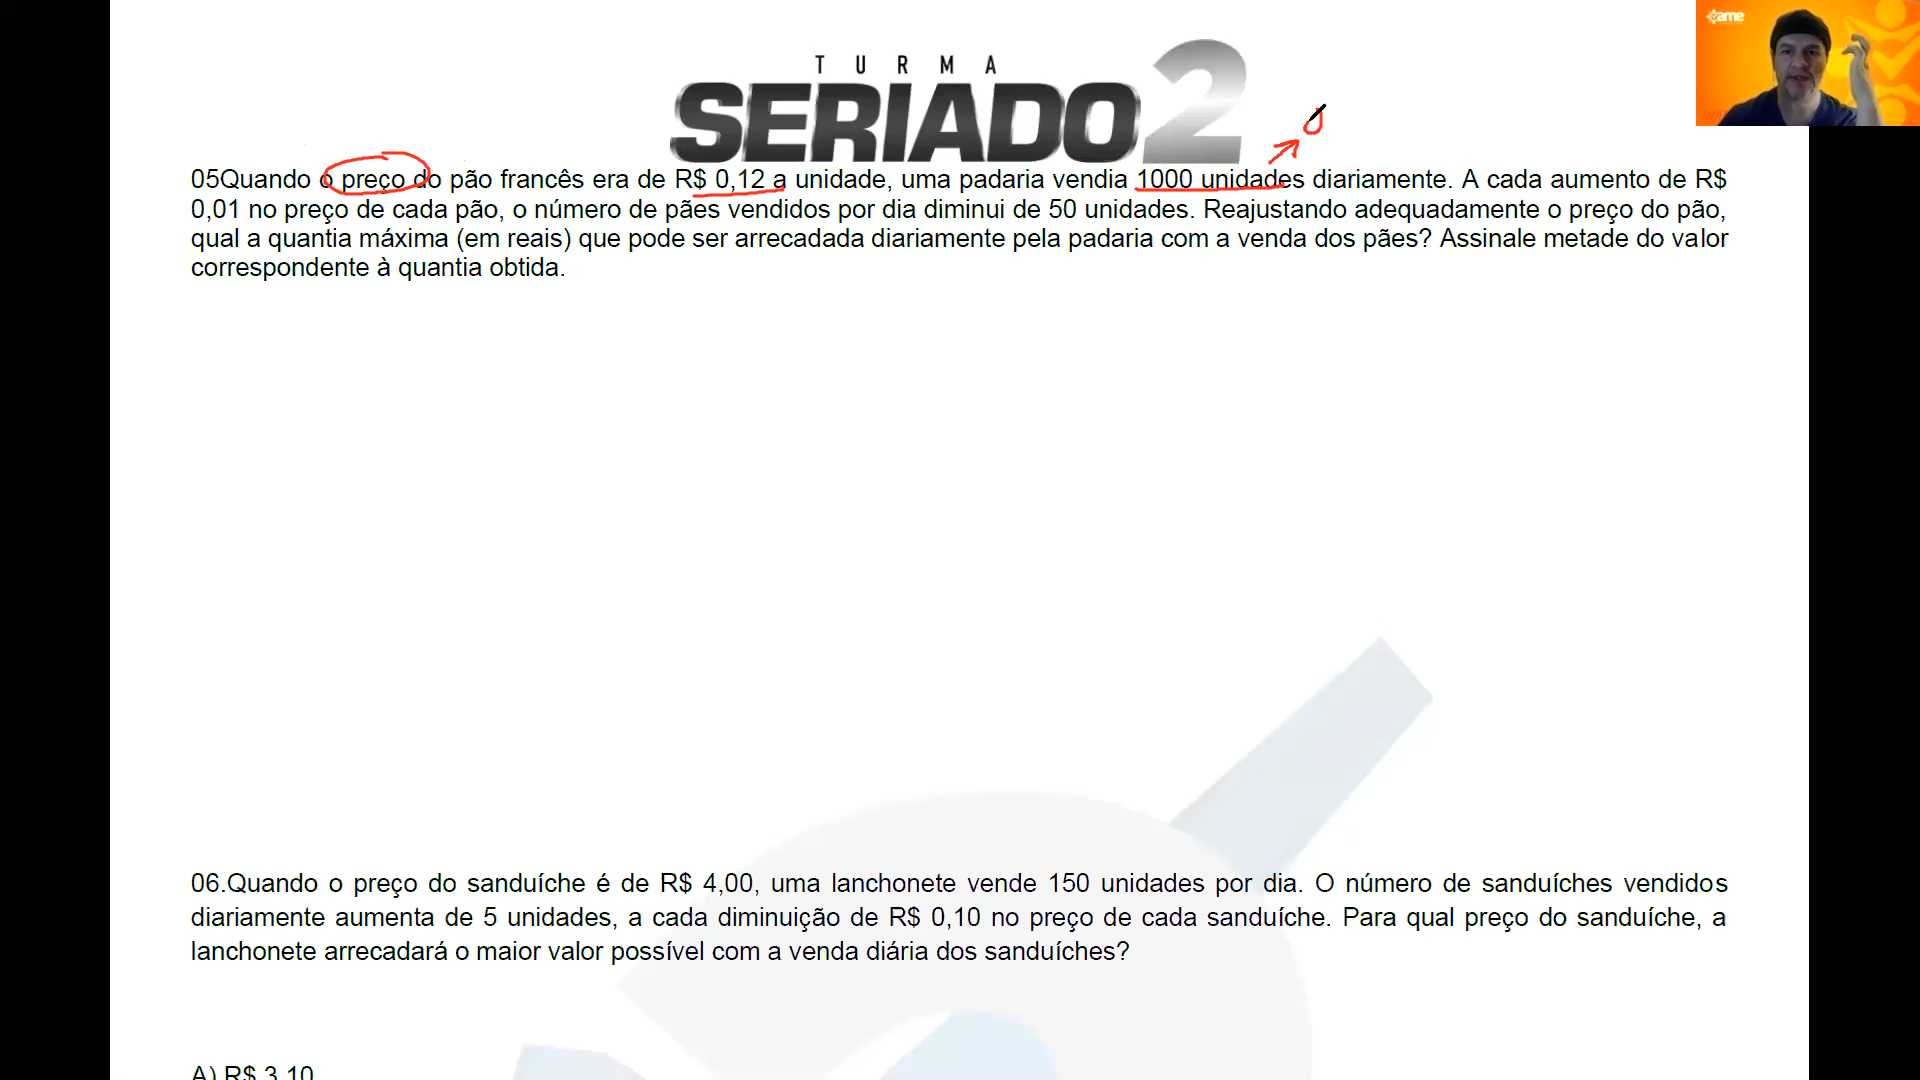 came
T U R M A
SERIADO 2
05Quando o preço do pão francês era de R$ 0,12 a unidade, uma padaria vendia 1000 unidades diariamente. A cada aumento de R$
0,01 no preço de cada pão, o número de pães vendidos por dia diminui de 50 unidades. Reajustando adequadamente o preço do pão,
qual a quantia máxima (em reais) que pode ser arrecadada diariamente pela padaria com a venda dos pães? Assinale metade do valor
correspondente à quantia obtida.
06.Quando o preço do sanduíche é de R$ 4,00, uma lanchonete vende 150 unidades por dia. O número de sanduíches vendidos
diariamente aumenta de 5 unidades, a cada diminuição de R$ 0,10 no preço de cada sanduíche. Para qual preço do sanduíche, a
lanchonete arrecadará o maior valor possível com a venda diária dos sanduíches?
A) R$ 3,10